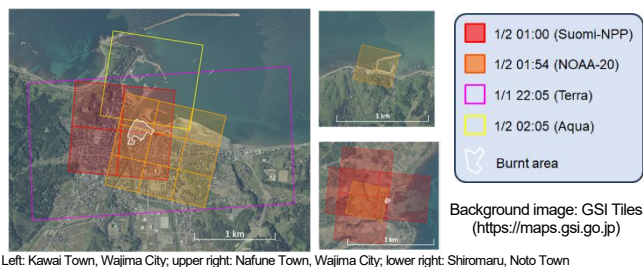 1/2 01:00 (Suomi-NPP)
1/2 01:54 (NOAA-20)
1/1 22:05 (Terra)
1/2 02:05 (Aqua)
Burnt area
1 km
1 km
1 km
Background image: GSI Tiles
(https://maps.gsi.go.jp)
Left: Kawai Town, Wajima City; upper right: Nafune Town, Wajima City; lower right: Shiromaru, Noto Town